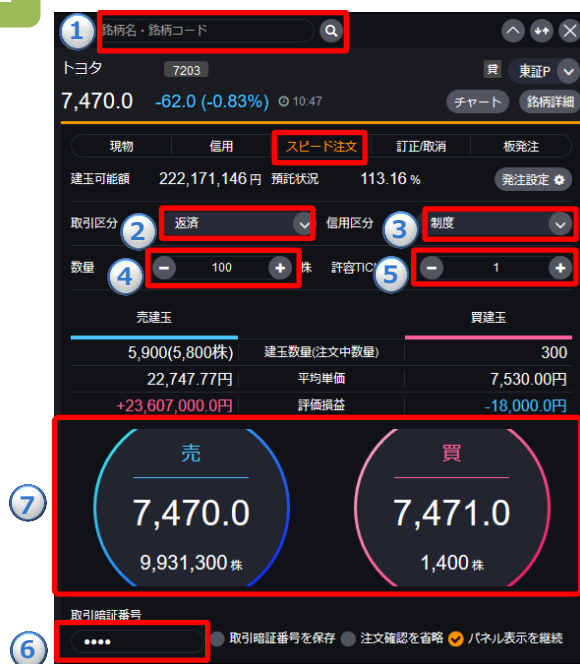 1 銘柄名・銘柄コード
トヨタ 7203 貸 東証P
7,470.0 -62.0 (-0.83%) 10:47 チャート 銘柄詳細
現物 信用 スピード注文 訂正/取消 板発注
建玉可能額 222,171,146 円 預託状況 113.16 % 発注設定
取引区分 2 返済 信用区分 3 制度
数量 4 100 株 許容TIC 5 1
売建玉 買建玉
5,900(5,800株) 建玉数量(注文中数量) 300
22,747.77円 平均単価 7,530.00円
+23,607,000.0円 評価損益 -18,000.0円
売 買
7 7,470.0 7,471.0
9,931,300 株 1,400 株
取引暗証番号
6 •••• 取引暗証番号を保存 注文確認を省略 パネル表示を継続